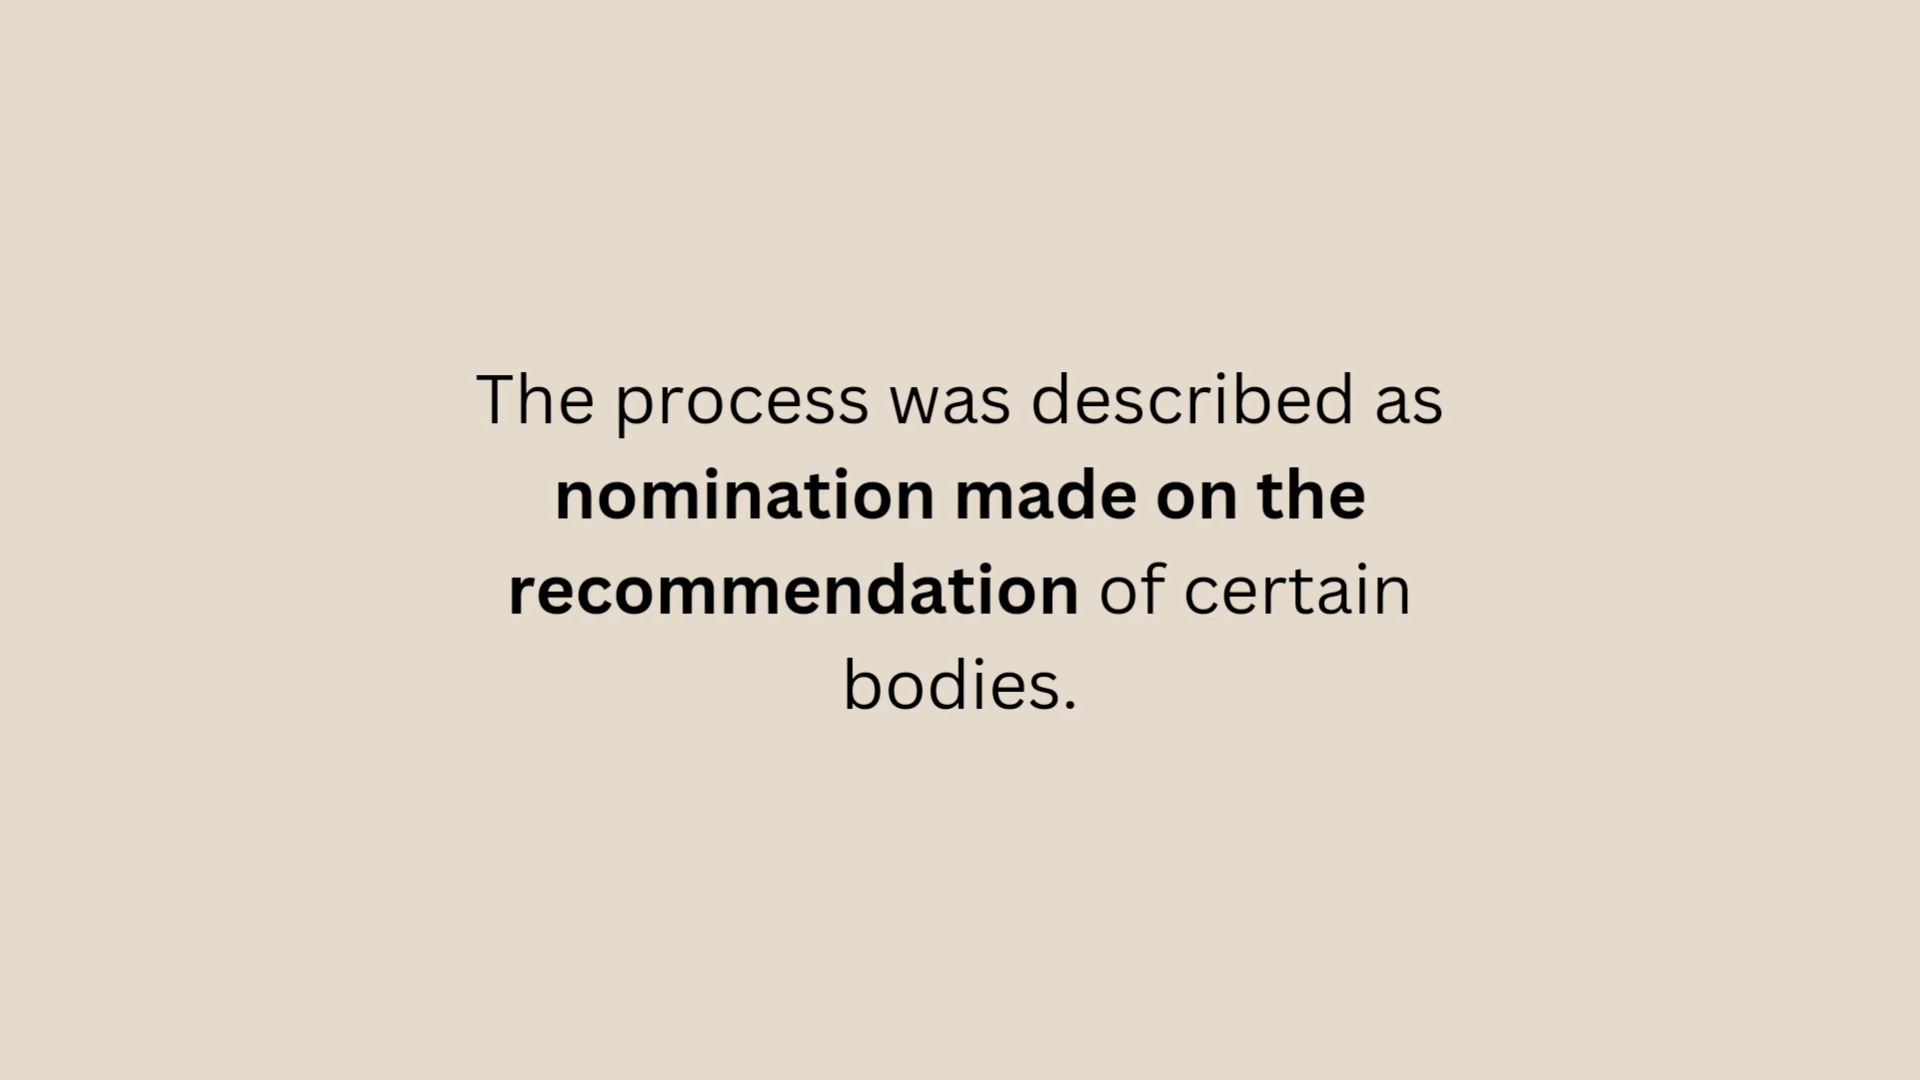 The process was described as
nomination made on the
recommendation of certain
bodies.